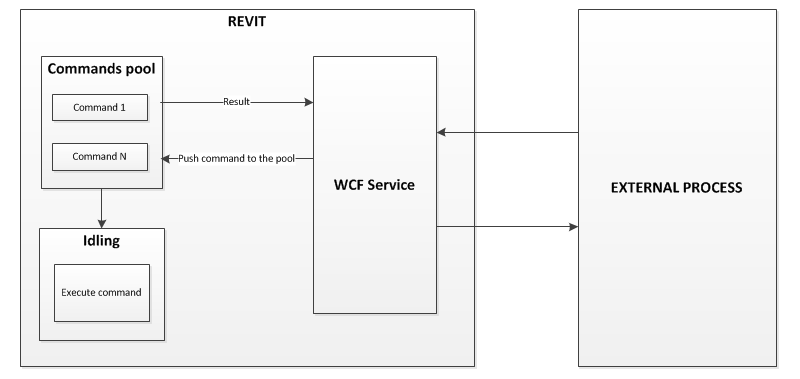 REVIT
Commands pool
Command 1
Result
Command N
Push command to the pool
WCF Service
EXTERNAL PROCESS
Idling
Execute command